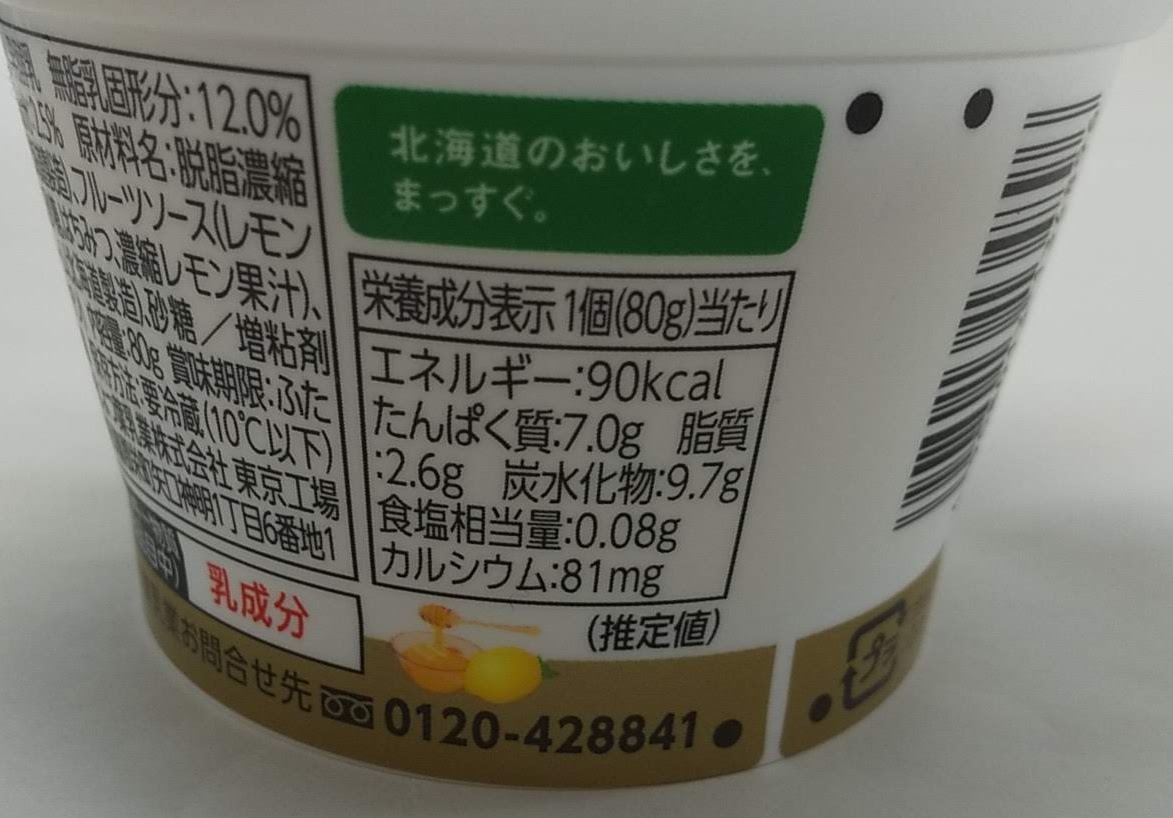 無脂乳固形分:12.0%
原材料名:脱脂濃縮
フルーツソース(レモン
はちみつ、濃縮レモン果汁)、
製造)、砂糖/増粘剤
内容量:80g 賞味期限:ふた
方法:要冷蔵(10℃以下)
乳業株式会社 東京工場
矢口神明1丁目6番地1
乳成分
お問合せ先 0120-428841
北海道のおいしさを、
まっすぐ。
栄養成分表示 1個(80g)当たり
エネルギー:90kcal
たんぱく質:7.0g 脂質
:2.6g 炭水化物:9.7g
食塩相当量:0.08g
カルシウム:81mg
(推定値)
プラ